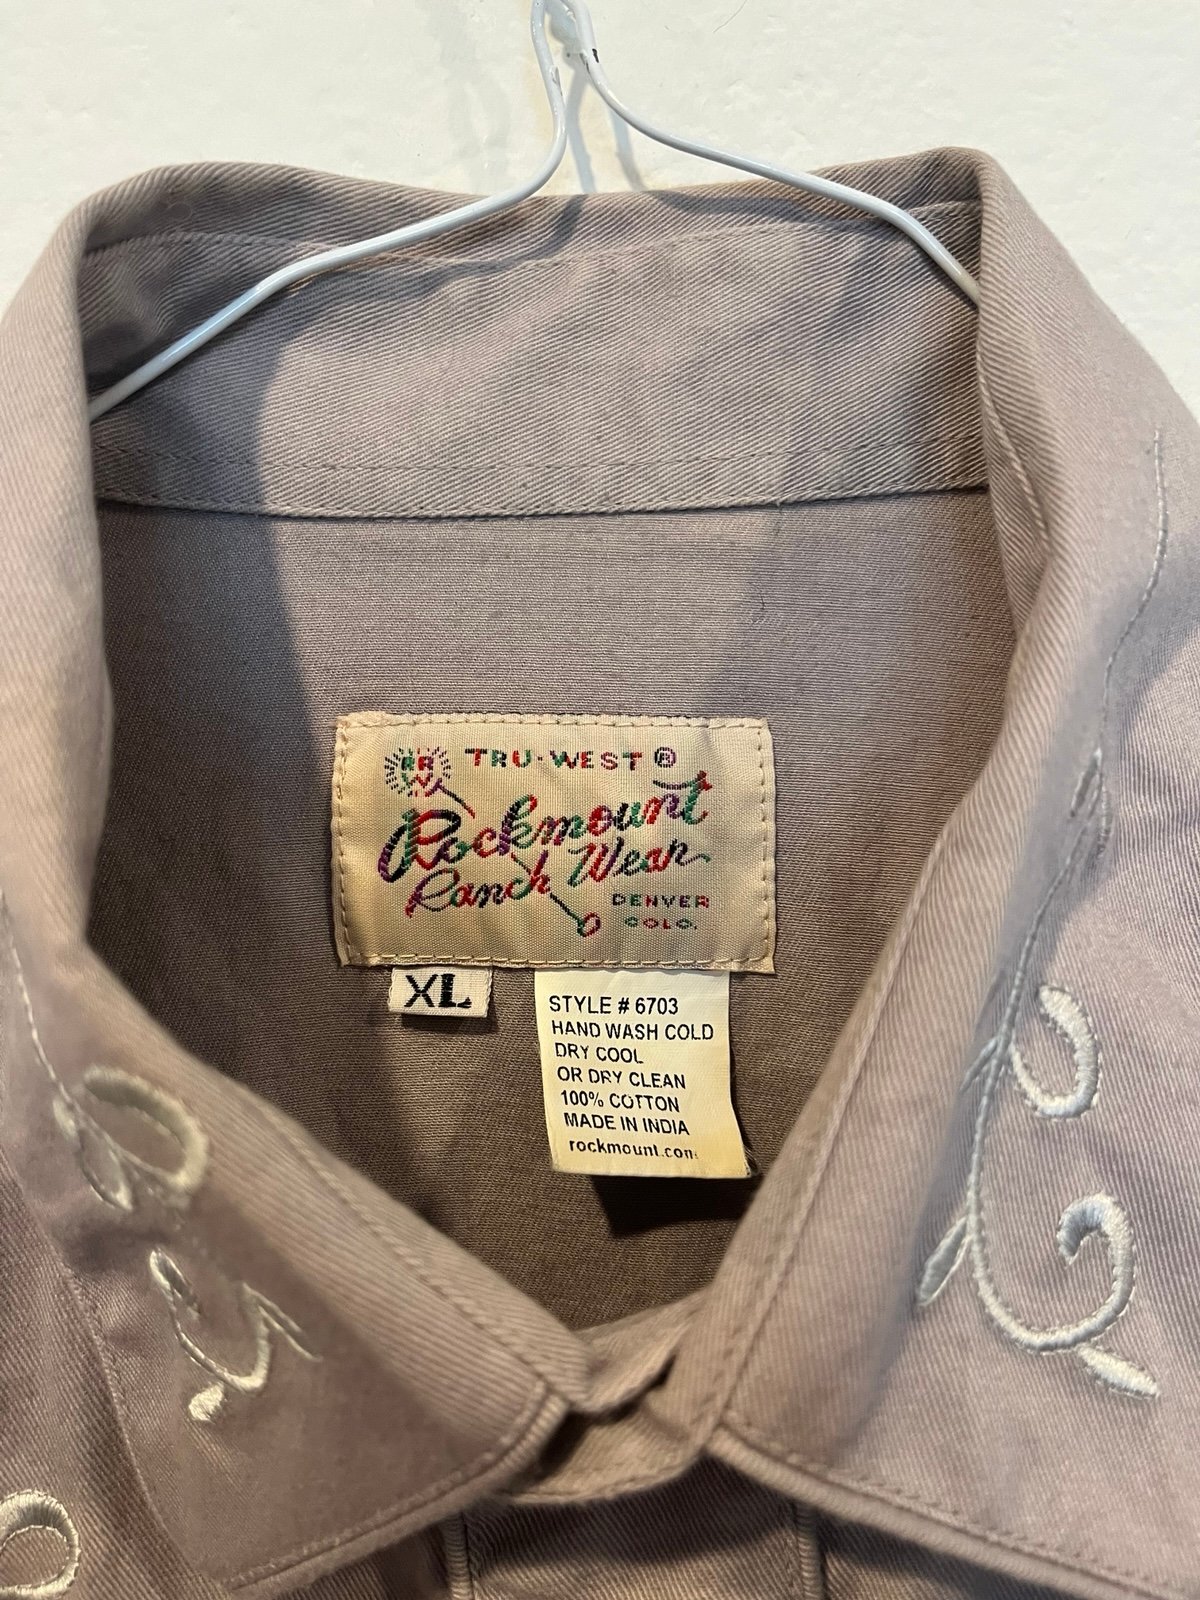 RRW
TRU·WEST ®
Rockmount
Ranch Wear
DENVER
COLO.
XL
STYLE # 6703
HAND WASH COLD
DRY COOL
OR DRY CLEAN
100% COTTON
MADE IN INDIA
rockmount.com